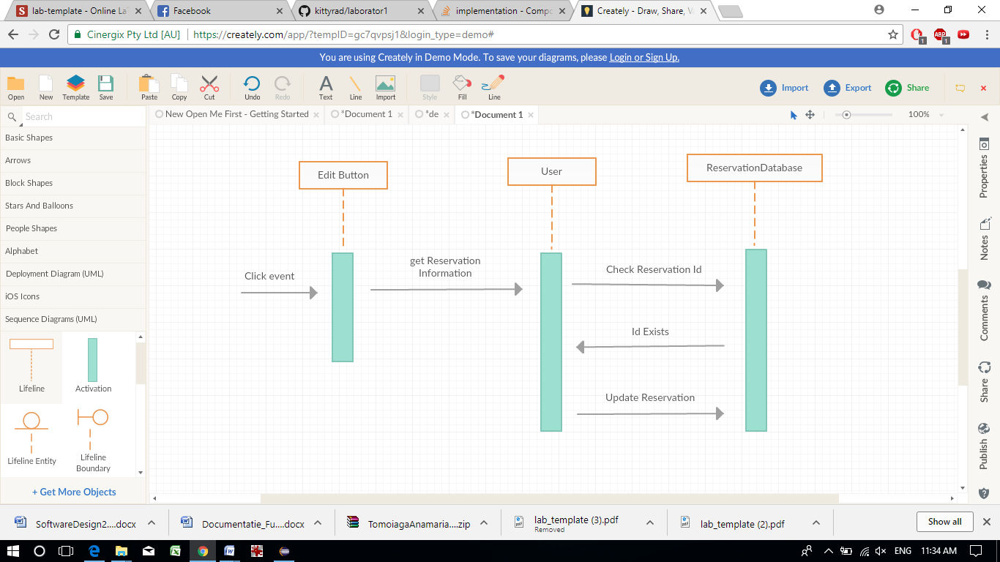 lab-template - Online La
Facebook
kittyrad/laborator1
implementation - Compo
Creately - Draw, Share, V
Cinergix Pty Ltd [AU]
https://creately.com/app/?tempID=gc7qvpsj1&login_type=demo#
1
ABP
1
You are using Creately in Demo Mode. To save your diagrams, please Login or Sign Up.
Open
New
Template
Save
Paste
Copy
Cut
Undo
Redo
Text
Line
Import
Style
Fill
Line
Import
Export
Share
Search
New Open Me First - Getting Started
*Document 1
*de
*Document 1
100%
Basic Shapes
Arrows
Block Shapes
Stars And Balloons
People Shapes
Alphabet
Deployment Diagram (UML)
iOS Icons
Sequence Diagrams (UML)
Lifeline
Activation
Lifeline Entity
Lifeline
Boundary
+ Get More Objects
Edit Button
User
ReservationDatabase
Click event
get Reservation
Information
Check Reservation Id
Id Exists
Update Reservation
Properties
Notes
Comments
Share
Publish
SoftwareDesign2....docx
Documentatie_Fu....docx
TomoiagaAnamaria....zip
lab_template (3).pdf
Removed
lab_template (2).pdf
Show all
ENG
11:34 AM